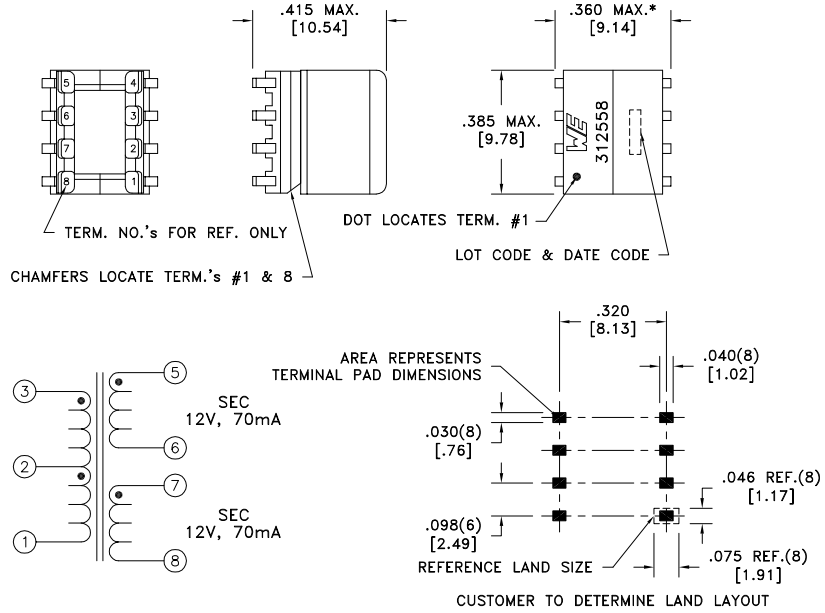 .415 MAX.
[10.54]
.360 MAX.*
[9.14]
5
4
6
3
7
2
8
1
.385 MAX.
[9.78]
WE
312558
TERM. NO.'s FOR REF. ONLY
DOT LOCATES TERM. #1
LOT CODE & DATE CODE
CHAMFERS LOCATE TERM.'s #1 & 8
3
2
1
5
6
7
8
SEC
12V, 70mA
SEC
12V, 70mA
.320
[8.13]
AREA REPRESENTS
TERMINAL PAD DIMENSIONS
.040(8)
[1.02]
.030(8)
[.76]
.046 REF.(8)
[1.17]
.098(6)
[2.49]
REFERENCE LAND SIZE
.075 REF.(8)
[1.91]
CUSTOMER TO DETERMINE LAND LAYOUT